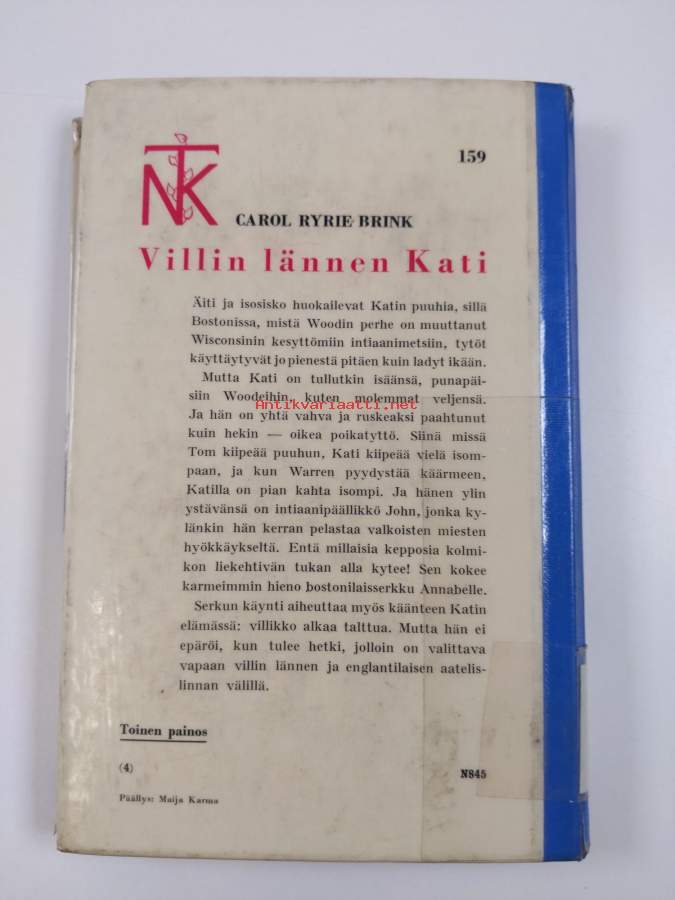 NTK
159
CAROL RYRIE BRINK
Villin lännen Kati
Äiti ja isosisko huokailevat Katin puuhia, sillä
Bostonissa, mistä Woodin perhe on muuttanut
Wisconsinin kesyttömiin intiaanimetsiin, tytöt
käyttäytyvät jo pienestä pitäen kuin ladyt ikään.
Mutta Kati on tullutkin isäänsä, punapäi-
siin Woodeihin, kuten molemmat veljensä.
Antikvariaatti.net
Ja hän on yhtä vahva ja ruskeaksi paahtunut
kuin hekin — oikea poikatyttö. Siinä missä
Tom kiipeää puuhun, Kati kiipeää vielä isom-
paan, ja kun Warren pyydystää käärmeen,
Katilla on pian kahta isompi. Ja hänen ylin
ystävänsä on intiaanipäällikkö John, jonka ky-
länkin hän kerran pelastaa valkoisten miesten
hyökkäykseltä. Entä millaisia kepposia kolmi-
kon liekehtivän tukan alla kytee! Sen kokee
karmeimmin hieno bostonilaisserkku Annabelle.
Serkun käynti aiheuttaa myös käänteen Katin
elämässä: villikko alkaa talttua. Mutta hän ei
epäröi, kun tulee hetki, jolloin on valittava
vapaan villin lännen ja englantilaisen aatelis-
linnan välillä.
Toinen painos
(4)
N845
Päällys: Maija Karma